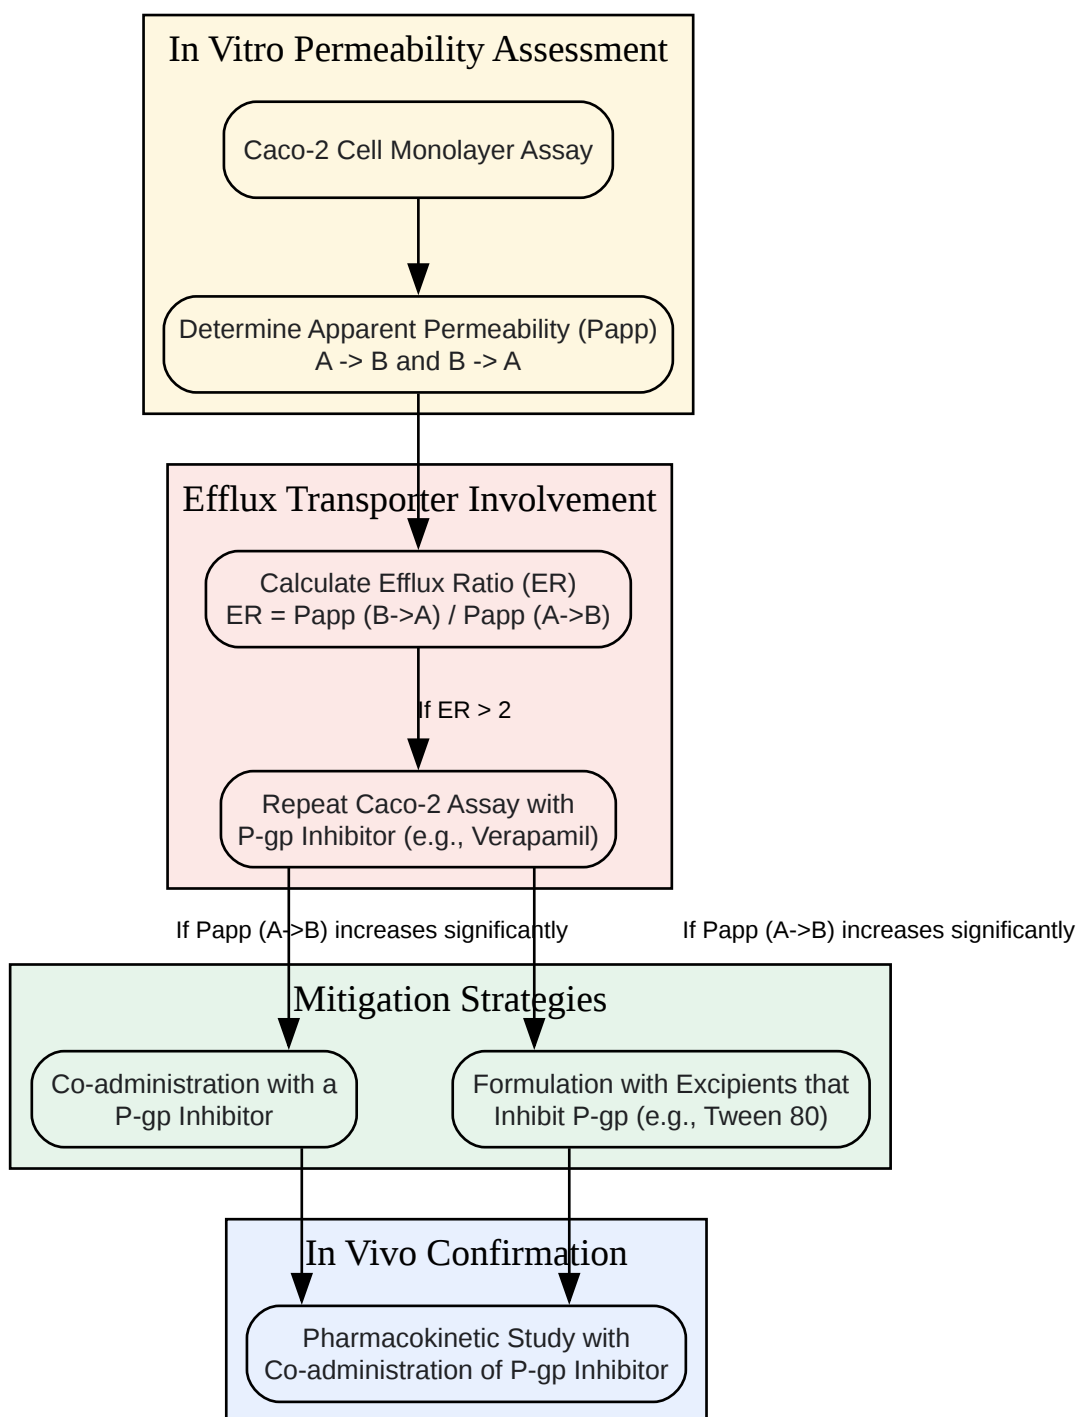 In Vitro Permeability Assessment
Caco-2 Cell Monolayer Assay
Determine Apparent Permeability (Papp)
A -> B and B -> A
Efflux Transporter Involvement
Calculate Efflux Ratio (ER)
ER = Papp (B->A) / Papp (A->B)
If ER > 2
Repeat Caco-2 Assay with
P-gp Inhibitor (e.g., Verapamil)
If Papp (A->B) increases significantly
If Papp (A->B) increases significantly
Mitigation Strategies
Co-administration with a
P-gp Inhibitor
Formulation with Excipients that
Inhibit P-gp (e.g., Tween 80)
In Vivo Confirmation
Pharmacokinetic Study with
Co-administration of P-gp Inhibitor